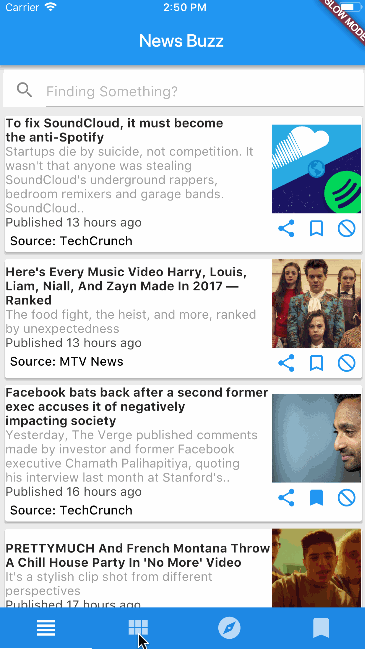 Carrier
2:50 PM
SLOW MODE
News Buzz
Finding Something?
To fix SoundCloud, it must become
the anti-Spotify
Startups die by suicide, not competition. It
wasn't that anyone was stealing
SoundCloud's underground rappers,
bedroom remixers and garage bands.
SoundCloud..
Published 13 hours ago
Source: TechCrunch
Here's Every Music Video Harry, Louis,
Liam, Niall, And Zayn Made In 2017 —
Ranked
The food fight, the heist, and more, ranked
by unexpectedness
Published 13 hours ago
Source: MTV News
Facebook bats back after a second former
exec accuses it of negatively
impacting society
Yesterday, The Verge published comments
made by investor and former Facebook
executive Chamath Palihapitiya, quoting
his interview last month at Stanford's..
Published 16 hours ago
Source: TechCrunch
PRETTYMUCH And French Montana Throw
A Chill House Party In 'No More' Video
It's a stylish clip shot from different
perspectives
Published 17 hours ago